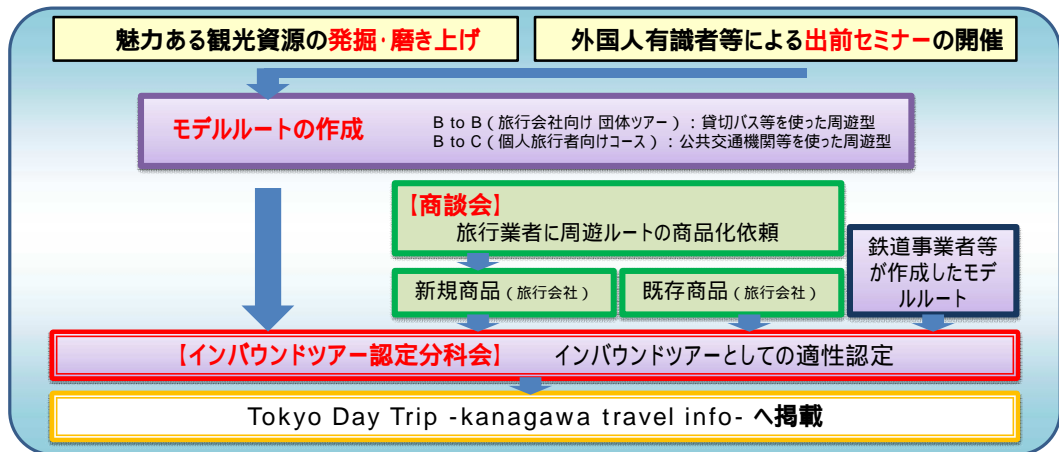 魅力ある観光資源の発掘・磨き上げ
外国人有識者等による出前セミナーの開催
モデルルートの作成
B to B（旅行会社向け 団体ツアー）：貸切バス等を使った周遊型
B to C（個人旅行者向けコース）：公共交通機関等を使った周遊型
【商談会】
旅行業者に周遊ルートの商品化依頼
新規商品（旅行会社）
既存商品（旅行会社）
鉄道事業者等
が作成したモデ
ルルート
【インバウンドツアー認定分科会】 インバウンドツアーとしての適性認定
Tokyo Day Trip -kanagawa travel info- へ掲載